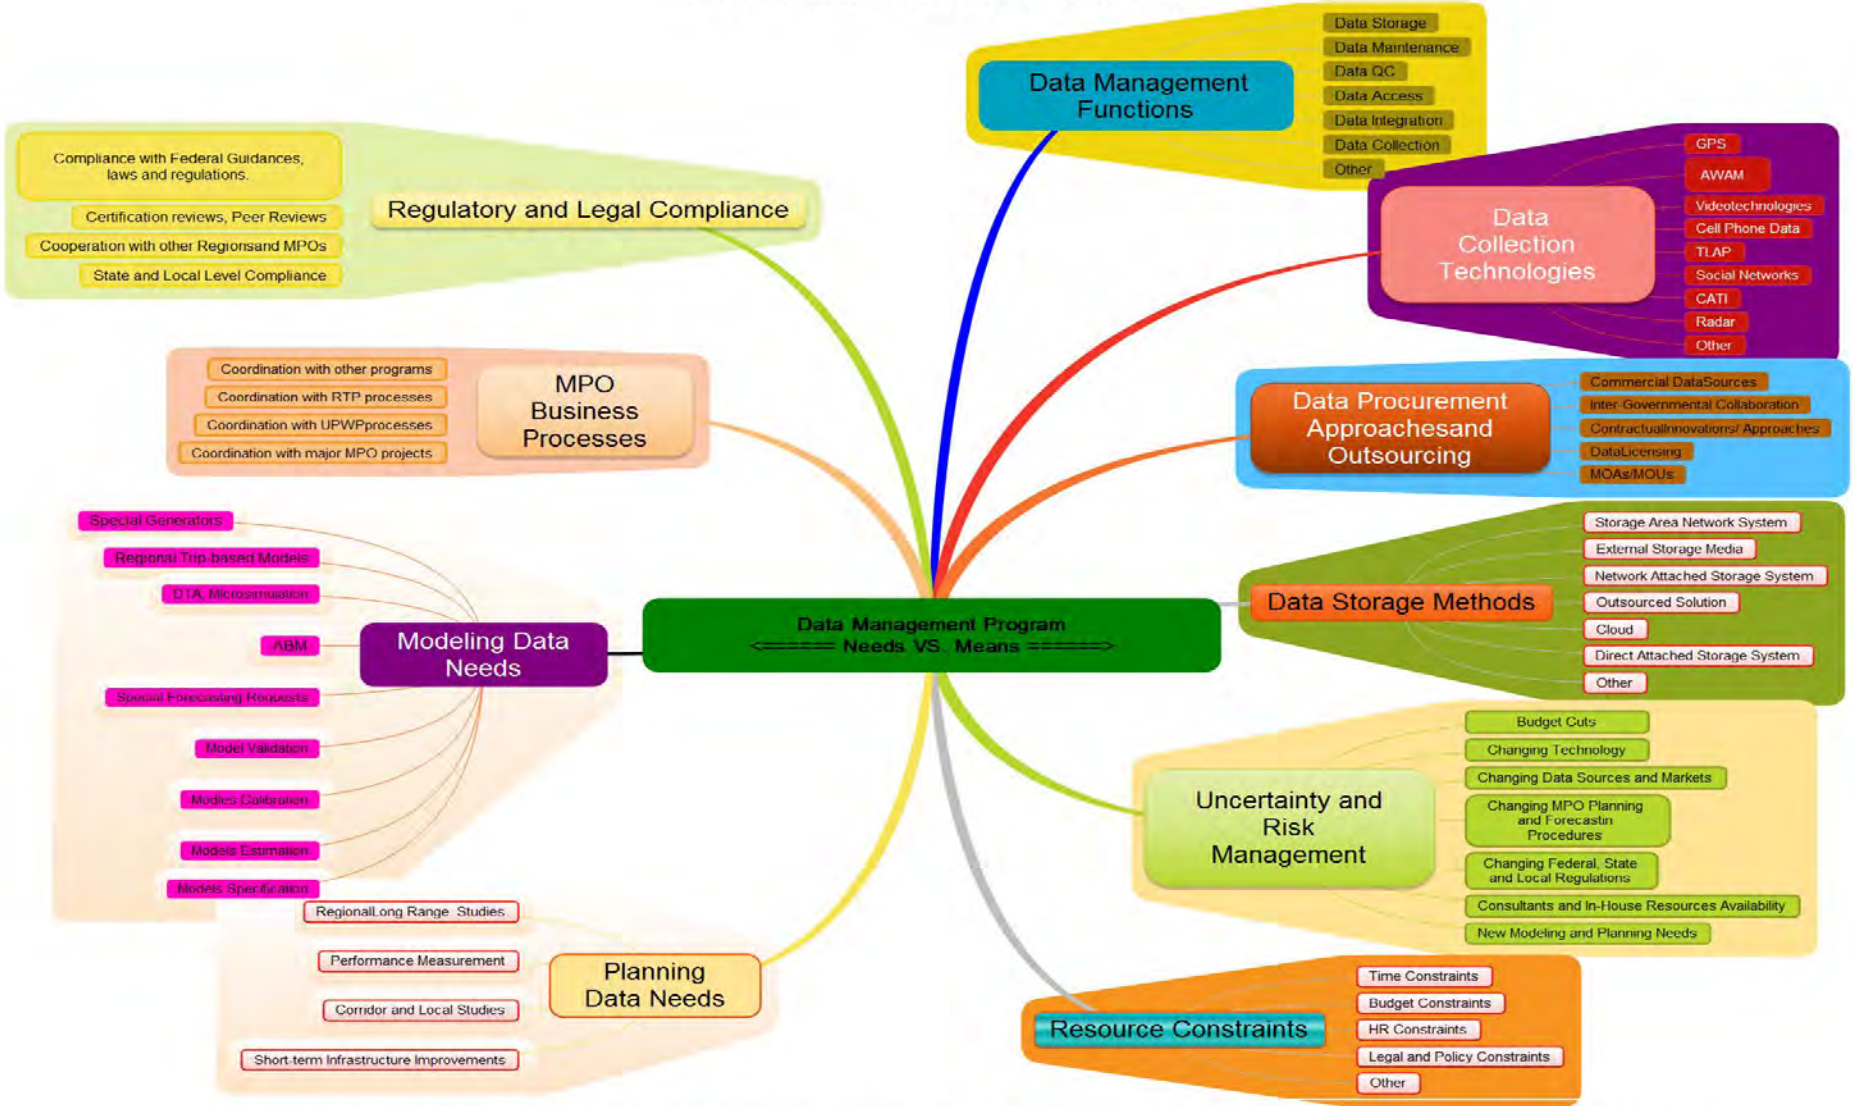 Data Management Program
<====== Needs VS. Means ======>
Regulatory and Legal Compliance
Compliance with Federal Guidances,
laws and regulations.
Certification reviews, Peer Reviews
Cooperation with other Regionsand MPOs
State and Local Level Compliance
MPO
Business
Processes
Coordination with other programs
Coordination with RTP processes
Coordination with UPWPprocesses
Coordination with major MPO projects
Modeling Data
Needs
Special Generators
Regional Trip-based Models
DTA, Microsimulation
ABM
Special Forecasting Requests
Model Validation
Modles Calibration
Models Estimation
Models Specification
Planning
Data Needs
RegionalLong Range Studies
Performance Measurement
Corridor and Local Studies
Short-term Infrastructure Improvements
Data Management
Functions
Data Storage
Data Maintenance
Data QC
Data Access
Data Integration
Data Collection
Other
Data
Collection
Technologies
GPS
AWAM
Videotechnologies
Cell Phone Data
TLAP
Social Networks
CATI
Radar
Other
Data Procurement
Approachesand
Outsourcing
Commercial DataSources
Inter-Governmental Collaboration
ContractualInnovations/ Approaches
DataLicensing
MOAs/MOUs
Data Storage Methods
Storage Area Network System
External Storage Media
Network Attached Storage System
Outsourced Solution
Cloud
Direct Attached Storage System
Other
Uncertainty and
Risk
Management
Budget Cuts
Changing Technology
Changing Data Sources and Markets
Changing MPO Planning
and Forecastin
Procedures
Changing Federal, State
and Local Regulations
Consultants and In-House Resources Availability
New Modeling and Planning Needs
Resource Constraints
Time Constraints
Budget Constraints
HR Constraints
Legal and Policy Constraints
Other